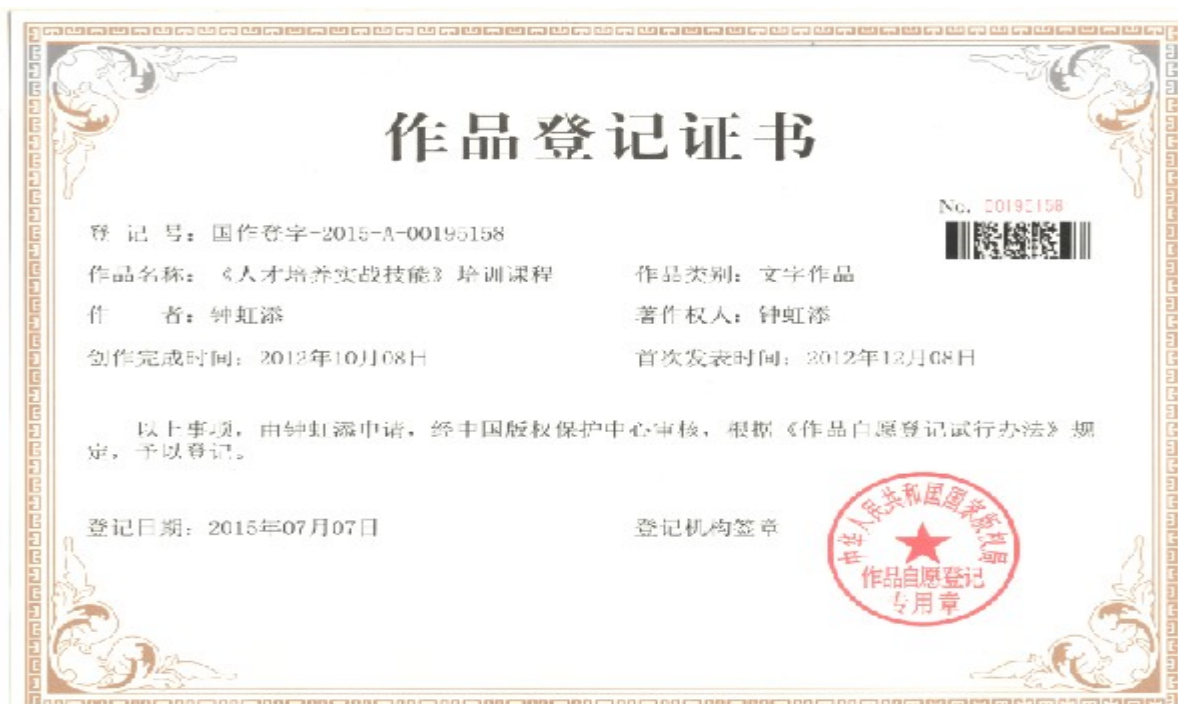 作品登记证书
No. 00195158
登 记 号：国作登字-2015-A-00195158
作品名称：《人才培养实战技能》培训课程 作品类别：文字作品
作 者：钟虹添 著作权人：钟虹添
创作完成时间：2012年10月08日 首次发表时间：2012年12月08日
以上事项，由钟虹添申请，经中国版权保护中心审核，根据《作品自愿登记试行办法》规
定，予以登记。
登记日期：2015年07月07日 登记机构签章
中华人民共和国国家版权局
作品自愿登记
专用章